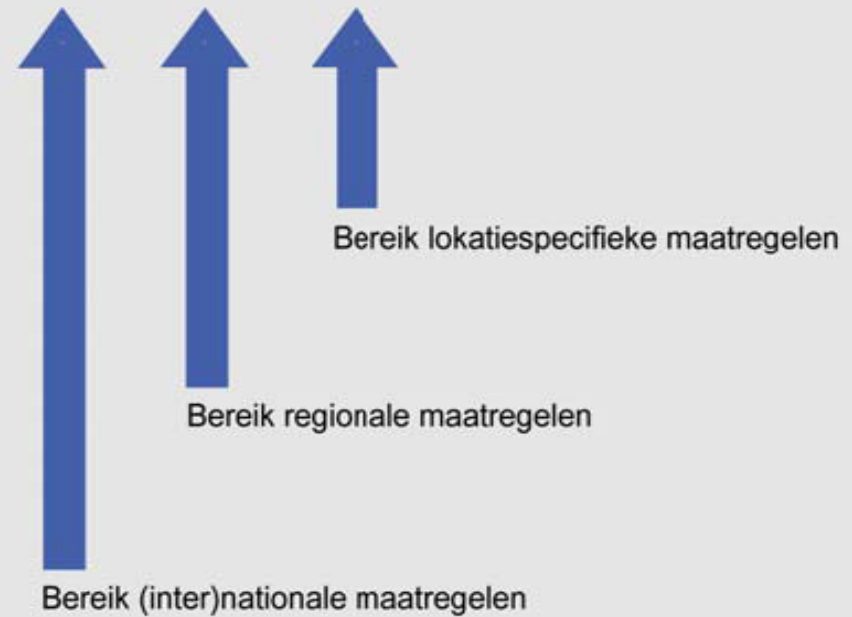 Bereik lokatiespecifieke maatregelen
Bereik regionale maatregelen
Bereik (inter)nationale maatregelen